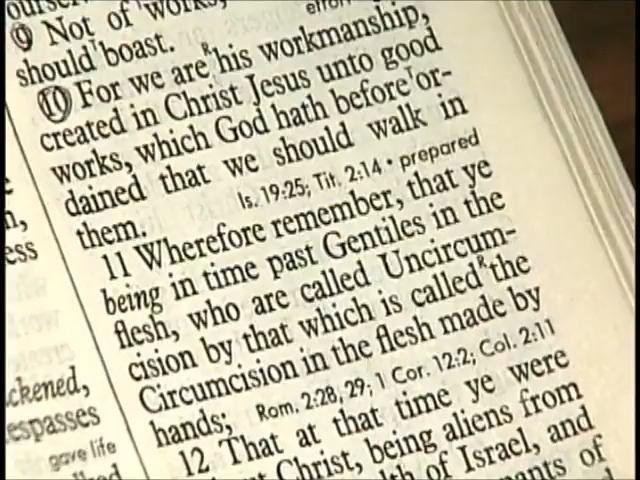 effort
9 Not of works,
should boast.
10 For we are R his workmanship,
created in Christ Jesus unto good
works, which God hath before T or-
dained that we should walk in
them. Is. 19:25; Tit. 2:14 • prepared
11 Wherefore remember, that ye
being in time past Gentiles in the
flesh, who are called Uncircum-
cision by that which is called R the
Circumcision in the flesh made by
hands; Rom. 2:28, 29; 1 Cor. 12:2; Col. 2:11
12 That at that time ye were
Christ, being aliens from
of Israel, and
of
ess
ckened,
espasses
gave life